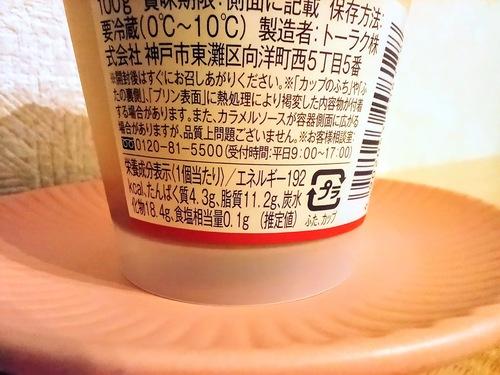 100g 賞味期限:側面に記載 保存方法:
要冷蔵(0℃～10℃) 製造者:トーラク株
式会社 神戸市東灘区向洋町西5丁目5番
※開封後はすぐにお召しあがりください。※「カップのふち」や「ふ
たの裏側」、「プリン表面」に熱処理により褐変した内容物が付着
する場合があります。また、カラメルソースが容器側面に広がる
場合がありますが、品質上問題ございません。※お客様相談室
0120-81-5500(受付時間:平日9:00~17:00)
栄養成分表示(1個当たり)/エネルギー192
kcal、たんぱく質4.3g、脂質11.2g、炭水
化物18.4g、食塩相当量0.1g (推定値)
プラ
ふた、カップ